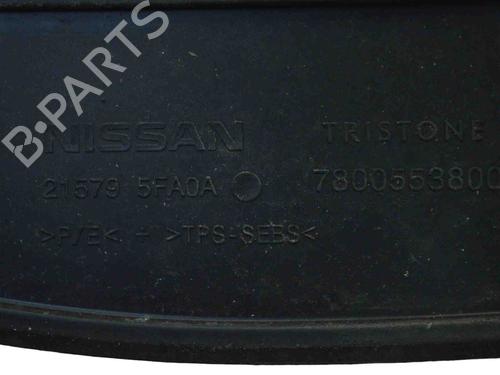 B-PARTS
NISSAN
TRISTONE
21579 5FA0A
7800553800
>P/E< + >TPS-SEBS<